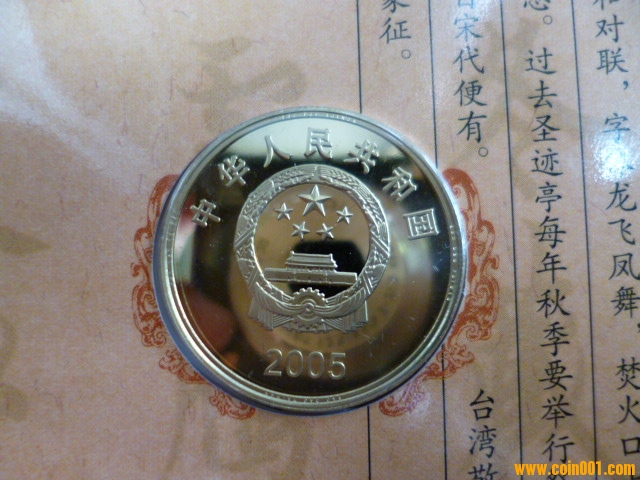 和对联，字龙飞凤舞。焚火口
。过去圣迹亭每年秋季要举行
宋代便有。
象征。
台湾敬
中华人民共和国
2005
www.coin001.com